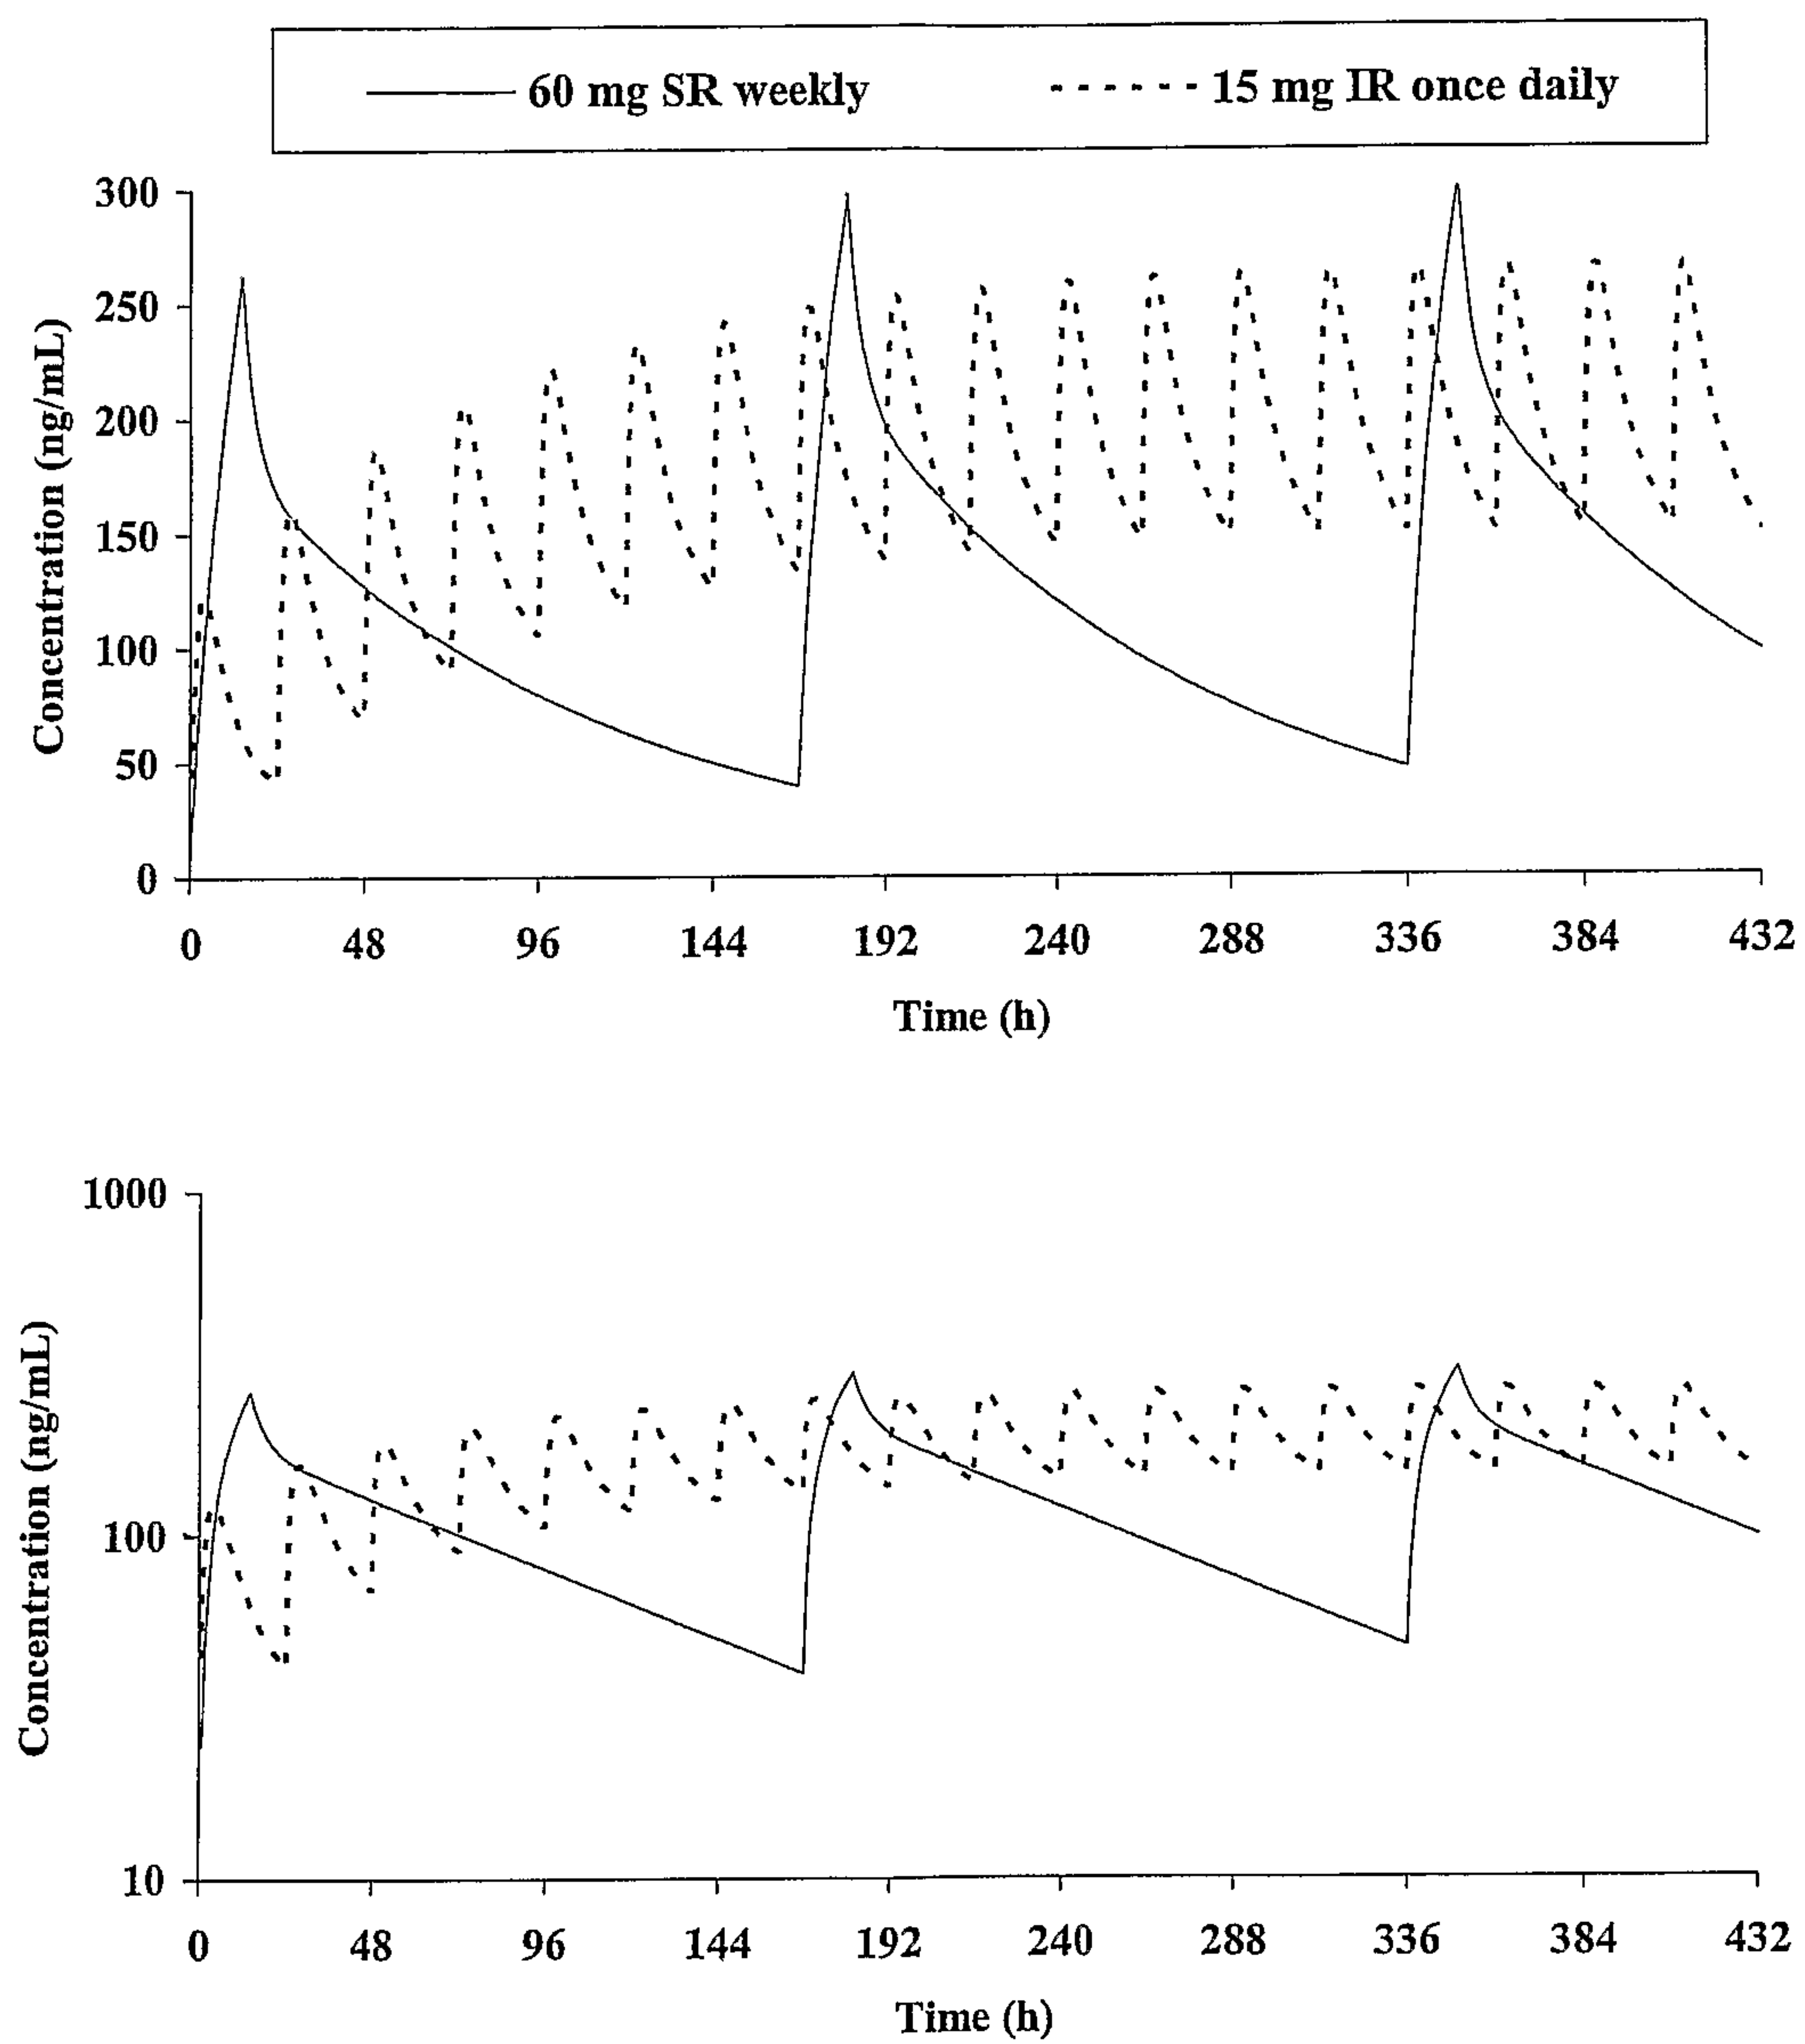 60 mg SR weekly 15 mg IR once daily
300
250
200
150
100
50
0
Concentration (ng/mL)
0 48 96 144 192 240 288 336 384 432
Time (h)
1000
100
10
Concentration (ng/mL)
0 48 96 144 192 240 288 336 384 432
Time (h)